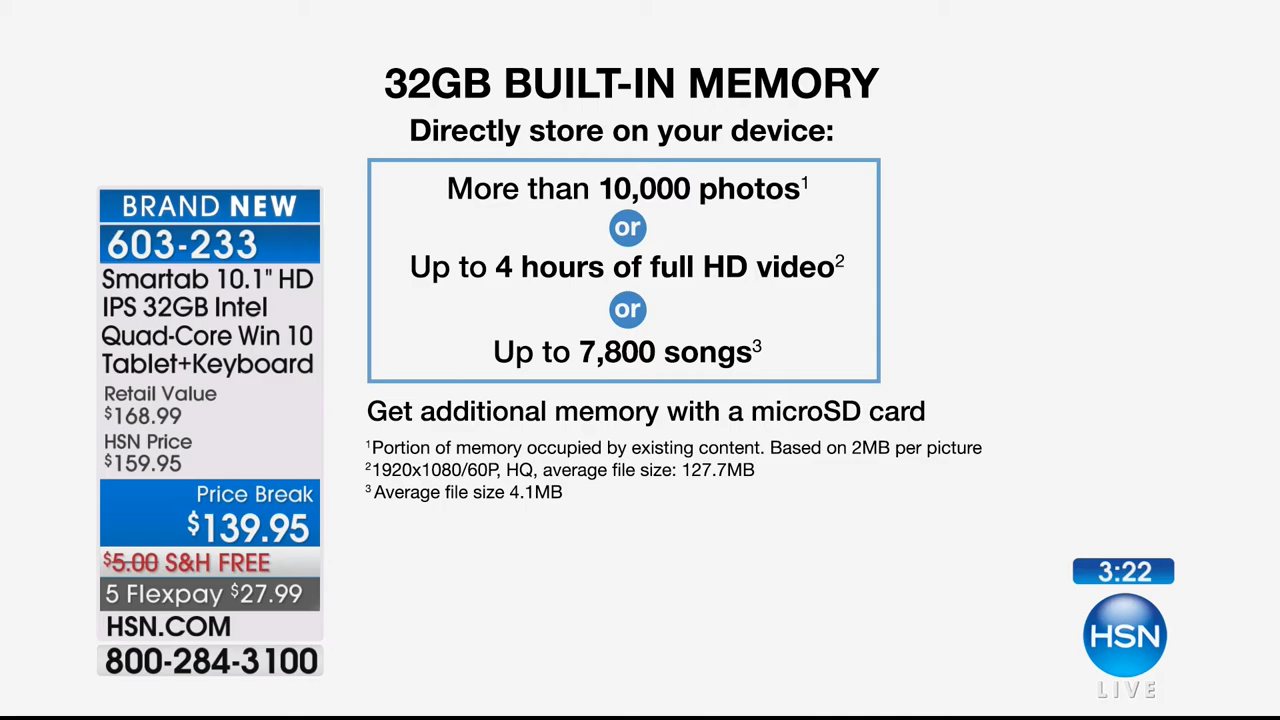 32GB BUILT-IN MEMORY
Directly store on your device:
More than 10,000 photos¹
or
Up to 4 hours of full HD video²
or
Up to 7,800 songs³
Get additional memory with a microSD card
¹Portion of memory occupied by existing content. Based on 2MB per picture
²1920x1080/60P, HQ, average file size: 127.7MB
³Average file size 4.1MB
BRAND NEW
603-233
Smartab 10.1" HD
IPS 32GB Intel
Quad-Core Win 10
Tablet+Keyboard
Retail Value
$168.99
HSN Price
$159.95
Price Break
$139.95
$5.00 S&H FREE
5 Flexpay $27.99
HSN.COM
800-284-3100
3:22
HSN
LIVE